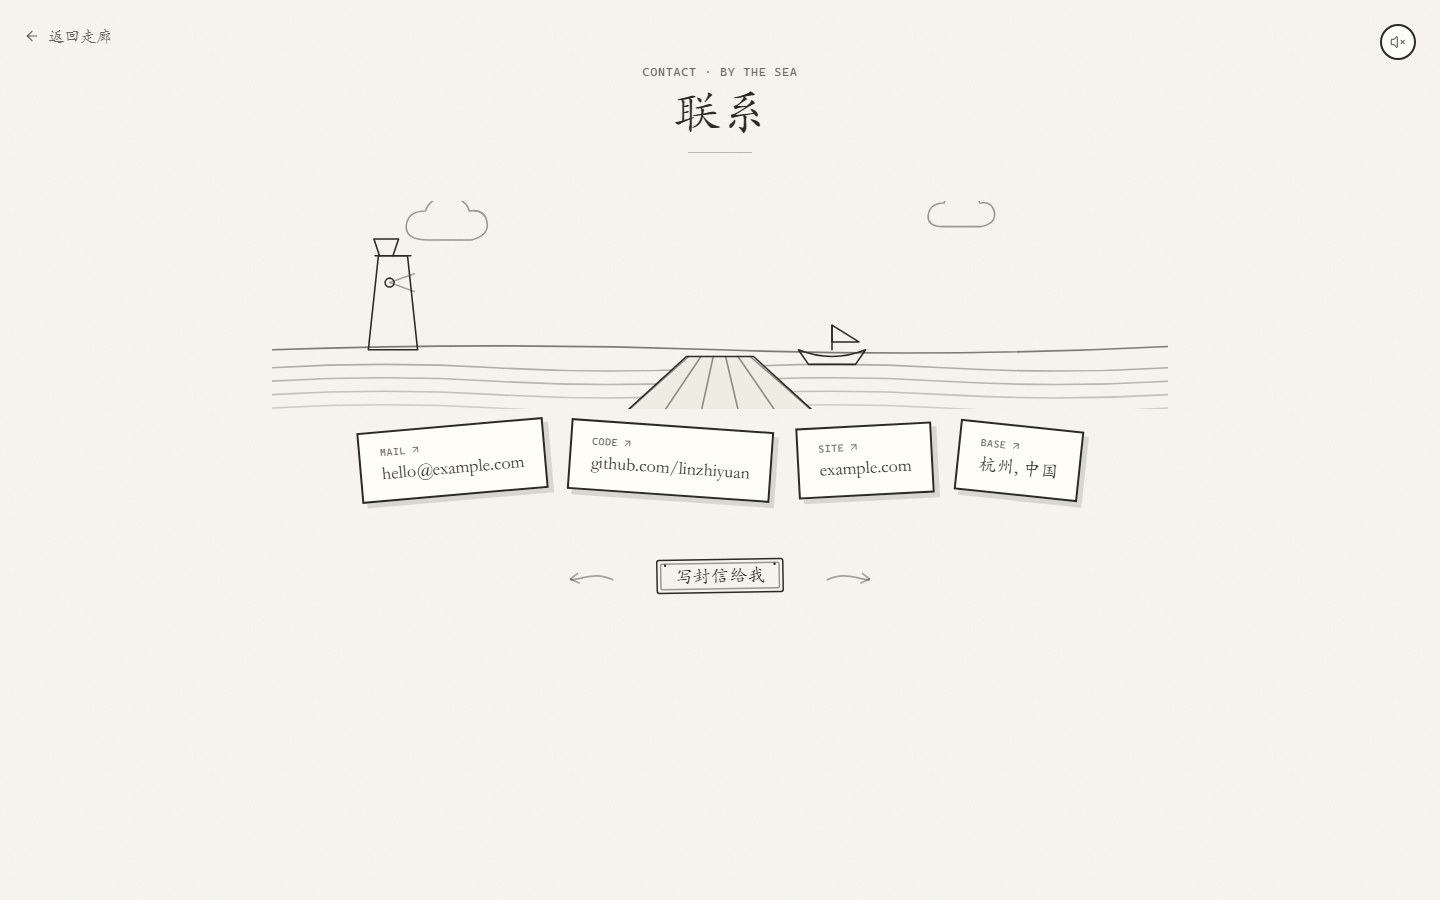 返回走廊
CONTACT · BY THE SEA
联系
MAIL
hello@example.com
CODE
github.com/linzhiyuan
SITE
example.com
BASE
杭州, 中国
写封信给我